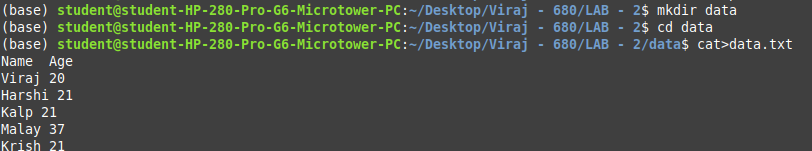 (base) student@student-HP-280-Pro-G6-Microtower-PC:~/Desktop/Viraj - 680/LAB - 2$ mkdir data
(base) student@student-HP-280-Pro-G6-Microtower-PC:~/Desktop/Viraj - 680/LAB - 2$ cd data
(base) student@student-HP-280-Pro-G6-Microtower-PC:~/Desktop/Viraj - 680/LAB - 2/data$ cat>data.txt
Name  Age
Viraj 20
Harshi 21
Kalp 21
Malay 37
Krish 21